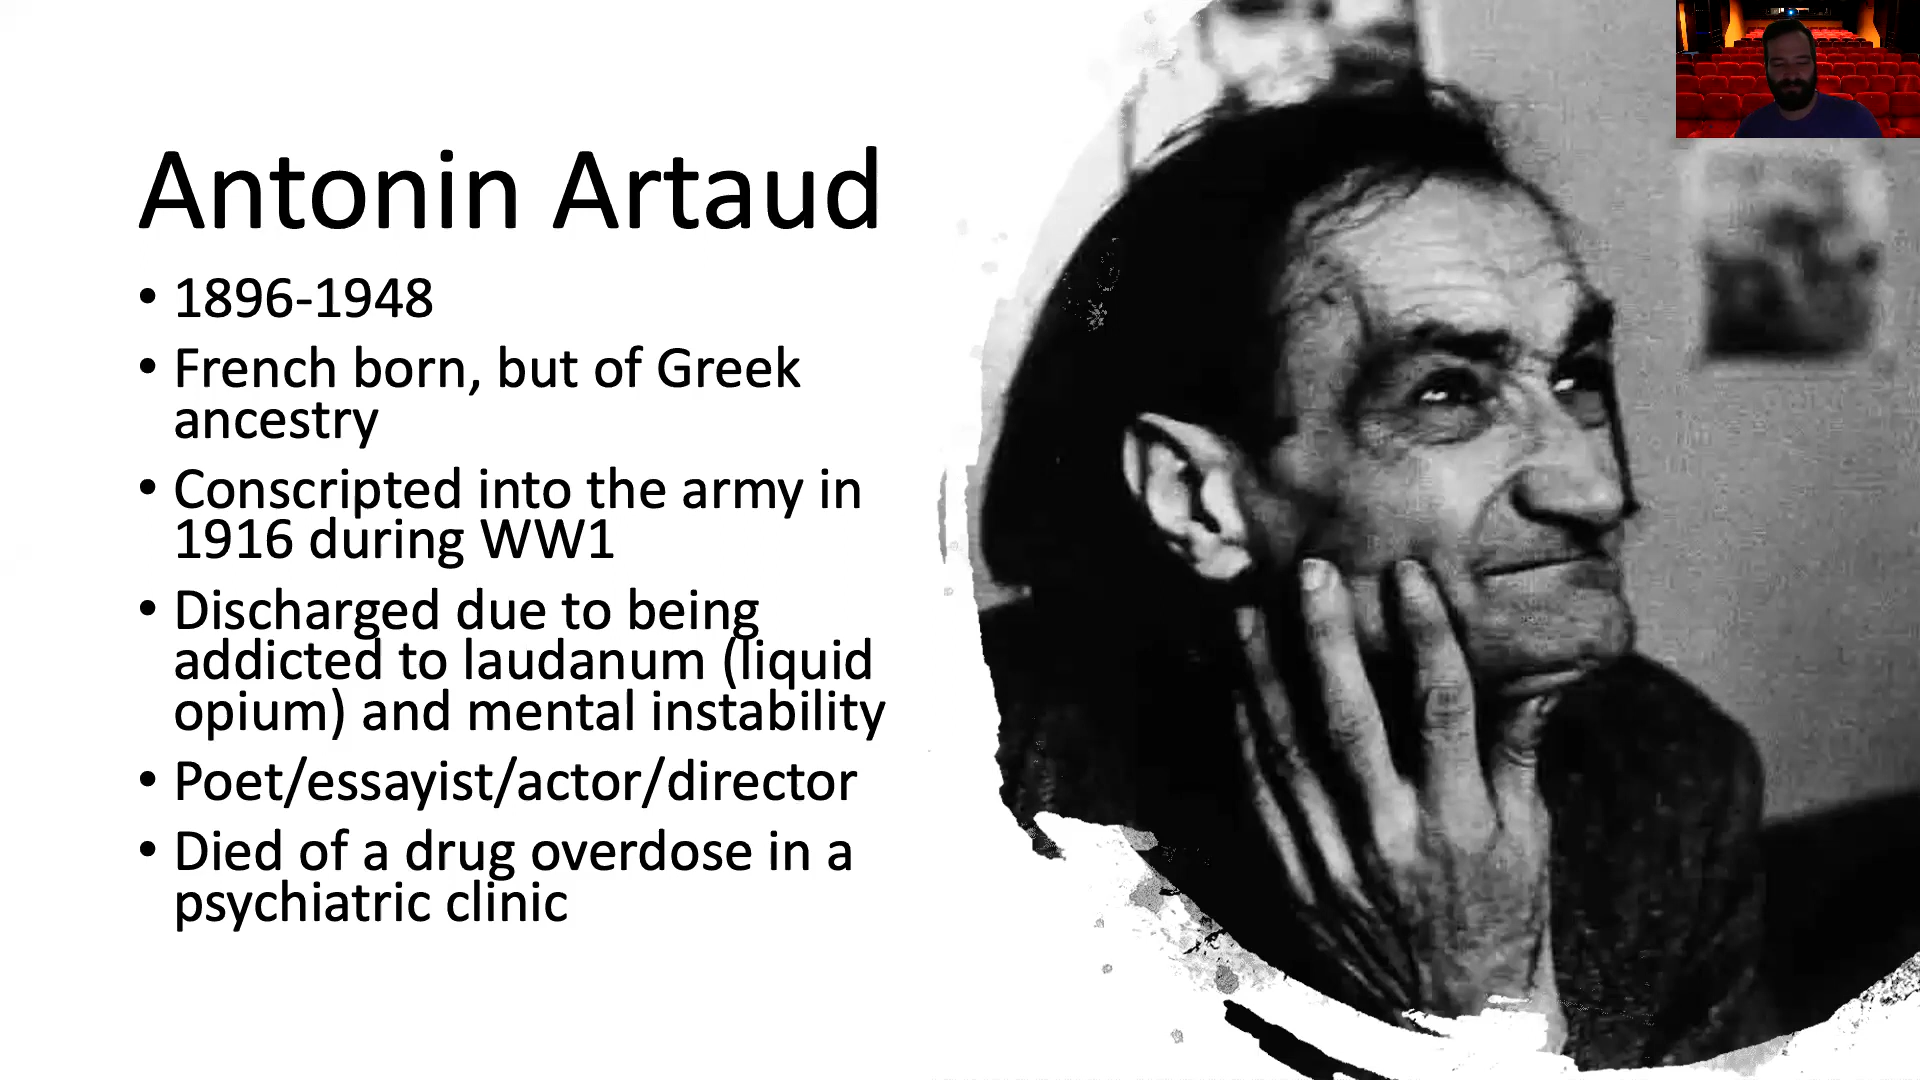 Antonin Artaud
• 1896-1948
• French born, but of Greek
ancestry
• Conscripted into the army in
1916 during WW1
• Discharged due to being
addicted to laudanum (liquid
opium) and mental instability
• Poet/essayist/actor/director
• Died of a drug overdose in a
psychiatric clinic